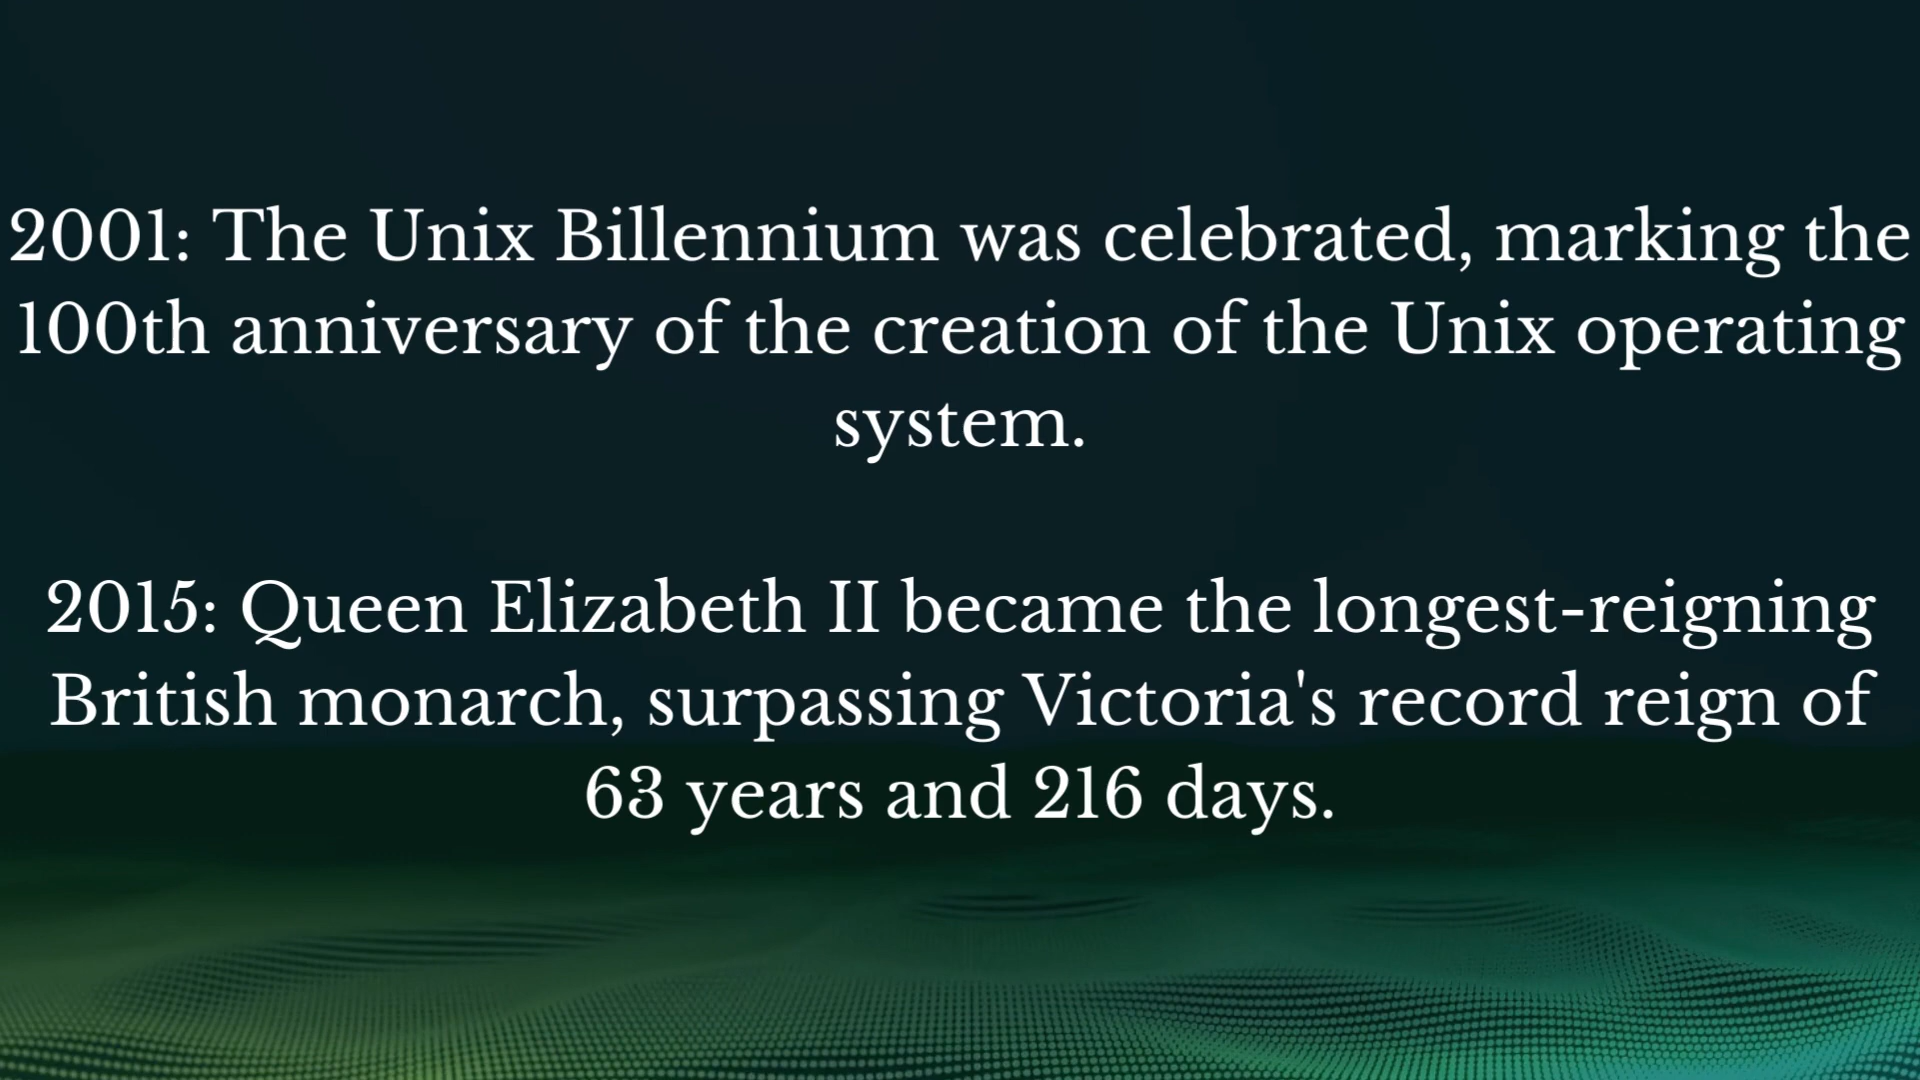 2001: The Unix Billennium was celebrated, marking the
100th anniversary of the creation of the Unix operating
system.
2015: Queen Elizabeth II became the longest-reigning
British monarch, surpassing Victoria's record reign of
63 years and 216 days.